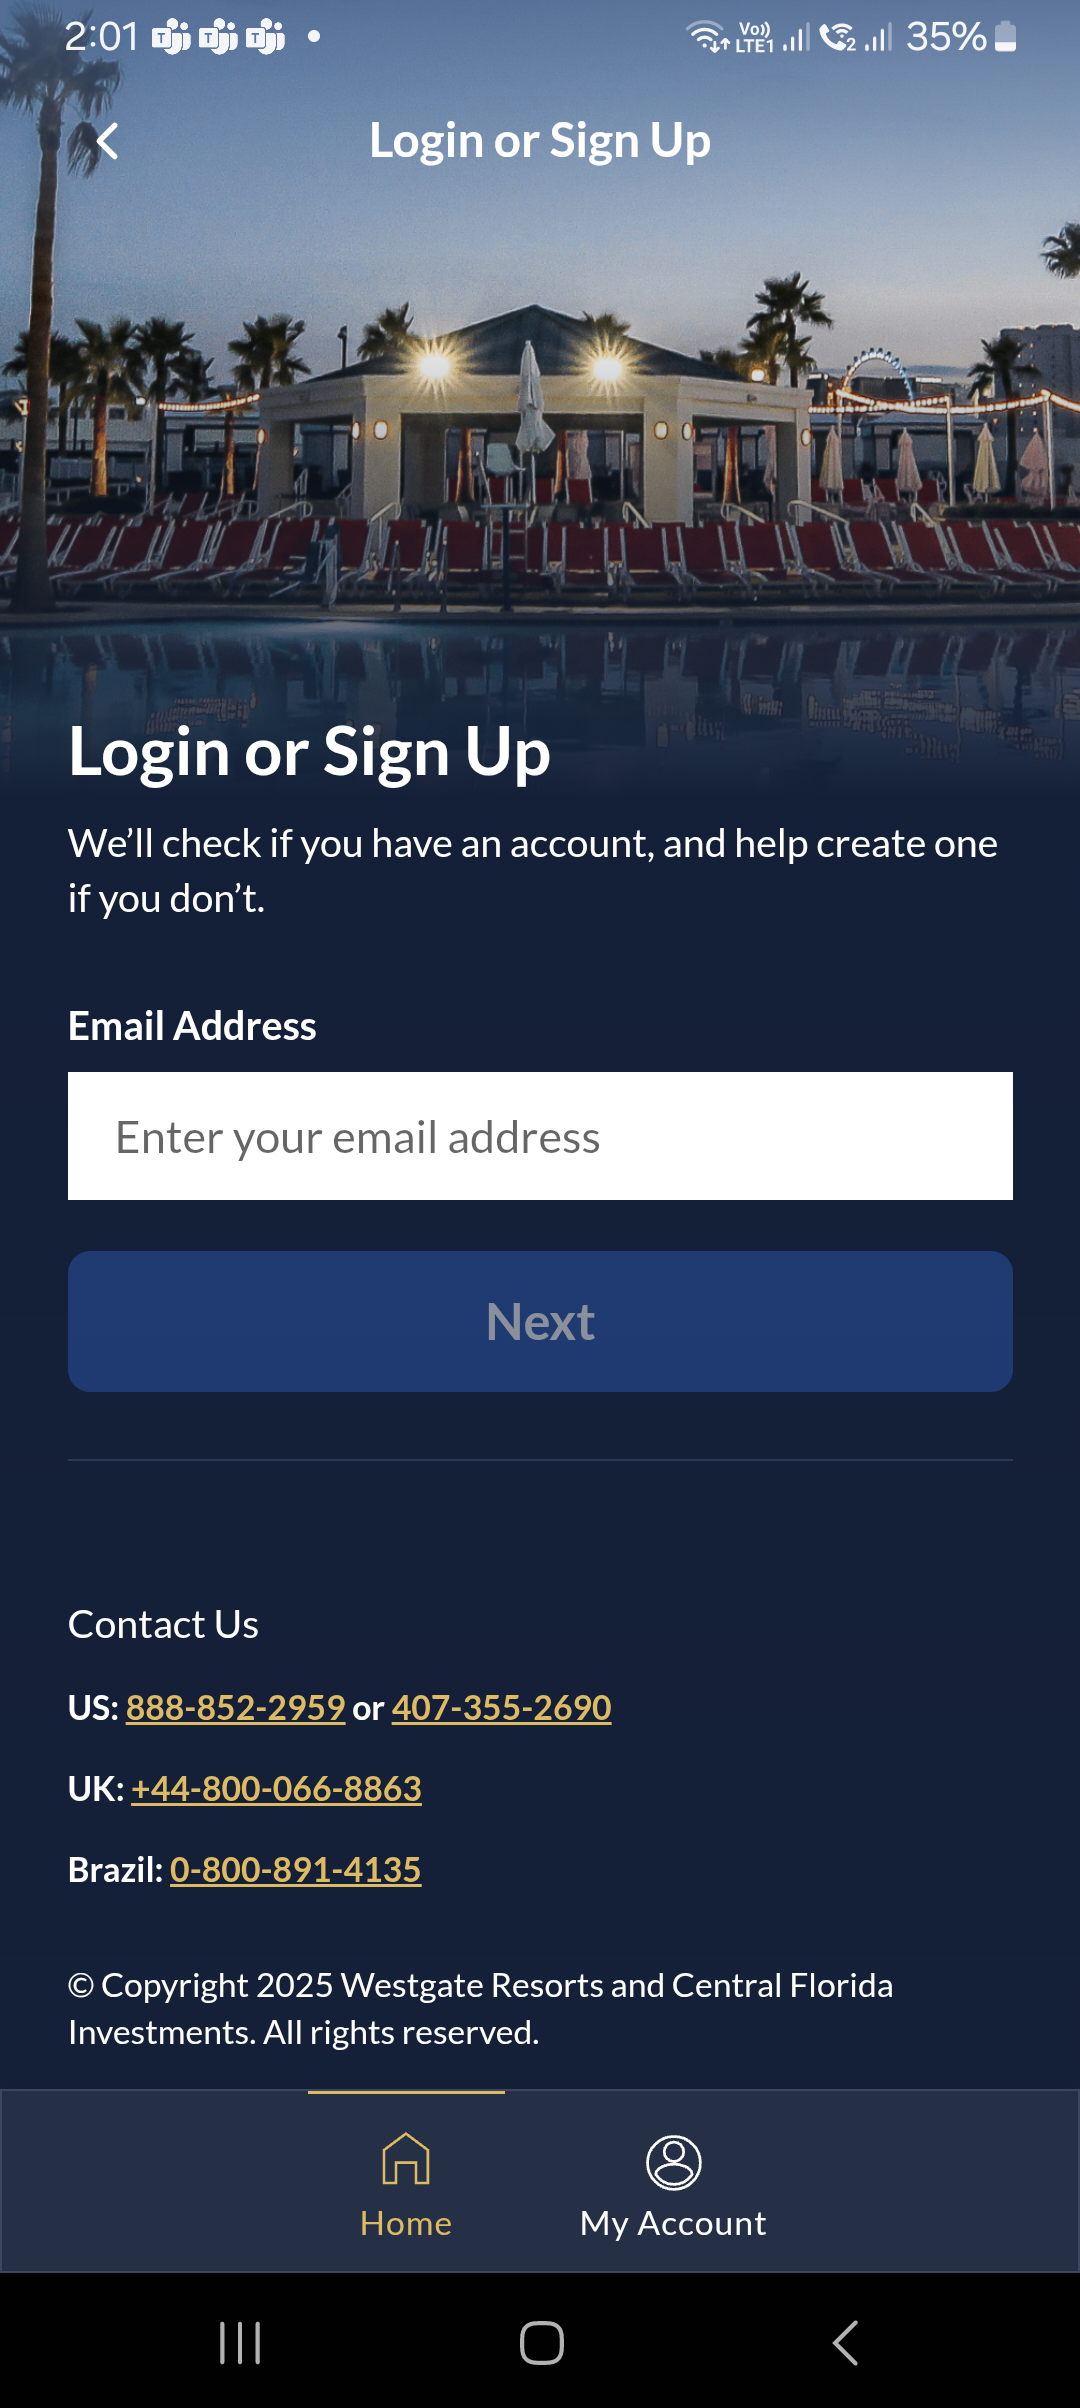 2:01
Vo)) LTE1
2
35%
Login or Sign Up
Login or Sign Up
We’ll check if you have an account, and help create one
if you don’t.
Email Address
Enter your email address
Next
Contact Us
US: 888-852-2959 or 407-355-2690
UK: +44-800-066-8863
Brazil: 0-800-891-4135
© Copyright 2025 Westgate Resorts and Central Florida
Investments. All rights reserved.
Home
My Account